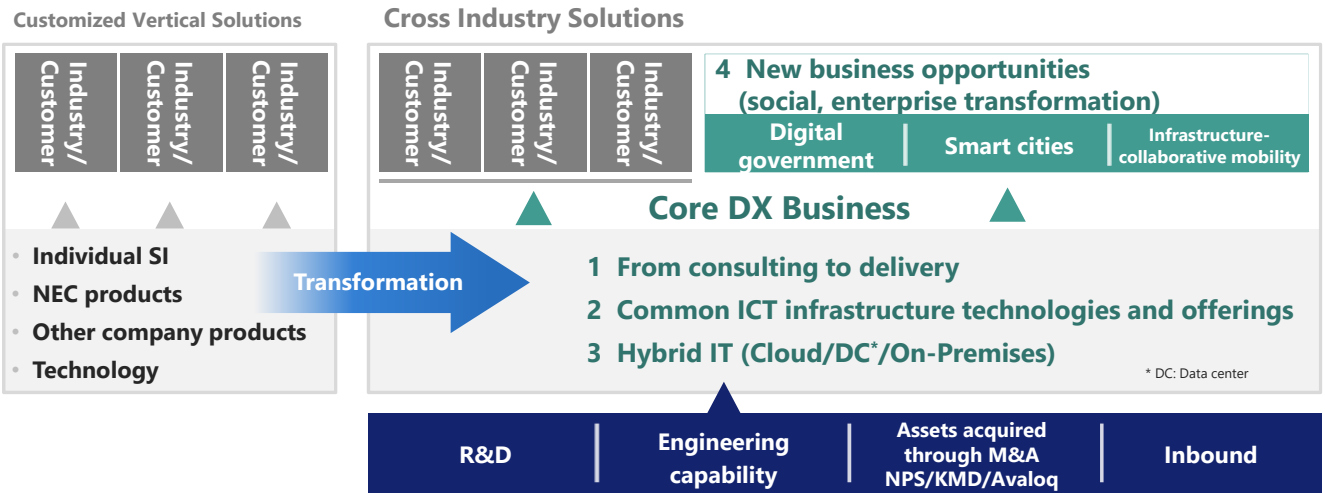 Customized Vertical Solutions
Industry/
Customer
Industry/
Customer
Industry/
Customer
• Individual SI
• NEC products
• Other company products
• Technology
Transformation
Cross Industry Solutions
Industry/
Customer
Industry/
Customer
Industry/
Customer
4 New business opportunities
(social, enterprise transformation)
Digital
government
Smart cities
Infrastructure-
collaborative mobility
Core DX Business
1 From consulting to delivery
2 Common ICT infrastructure technologies and offerings
3 Hybrid IT (Cloud/DC*/On-Premises)
* DC: Data center
R&D
Engineering
capability
Assets acquired
through M&A
NPS/KMD/Avaloq
Inbound